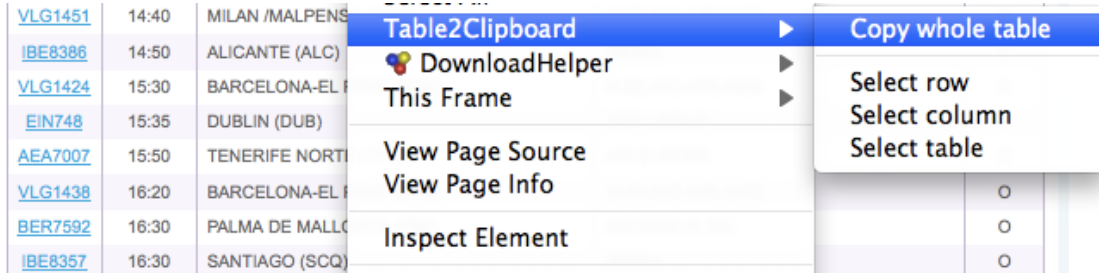 VLG1451 14:40 MILAN /MALPENS
IBE8386 14:50 ALICANTE (ALC)
VLG1424 15:30 BARCELONA-EL
EIN748 15:35 DUBLIN (DUB)
AEA7007 15:50 TENERIFE NORT
VLG1438 16:20 BARCELONA-EL O
BER7592 16:30 PALMA DE MALL O
IBE8357 16:30 SANTIAGO (SCQ) O
Table2Clipboard
DownloadHelper
This Frame
View Page Source
View Page Info
Inspect Element
Copy whole table
Select row
Select column
Select table